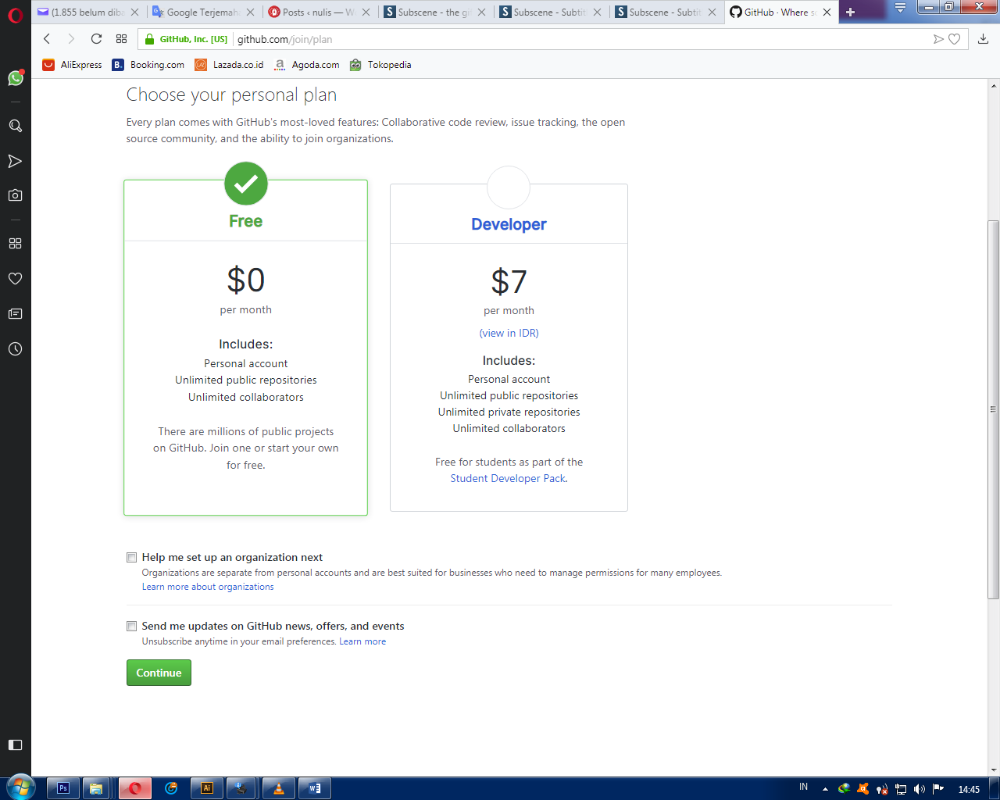 (1.855 belum diba
Google Terjemah
Posts ‹ nulis — W
Subscene - the g
Subscene - Subtit
Subscene - Subtit
GitHub · Where s
GitHub, Inc. [US]
github.com/join/plan
AliExpress
B. Booking.com
Lazada.co.id
a Agoda.com
Tokopedia
Choose your personal plan
Every plan comes with GitHub's most-loved features: Collaborative code review, issue tracking, the open
source community, and the ability to join organizations.
Free
$0
per month
Includes:
Personal account
Unlimited public repositories
Unlimited collaborators
There are millions of public projects
on GitHub. Join one or start your own
for free.
Developer
$7
per month
(view in IDR)
Includes:
Personal account
Unlimited public repositories
Unlimited private repositories
Unlimited collaborators
Free for students as part of the
Student Developer Pack.
Help me set up an organization next
Organizations are separate from personal accounts and are best suited for businesses who need to manage permissions for many employees.
Learn more about organizations
Send me updates on GitHub news, offers, and events
Unsubscribe anytime in your email preferences. Learn more
Continue
Ps
Ai
W
IN
14:45